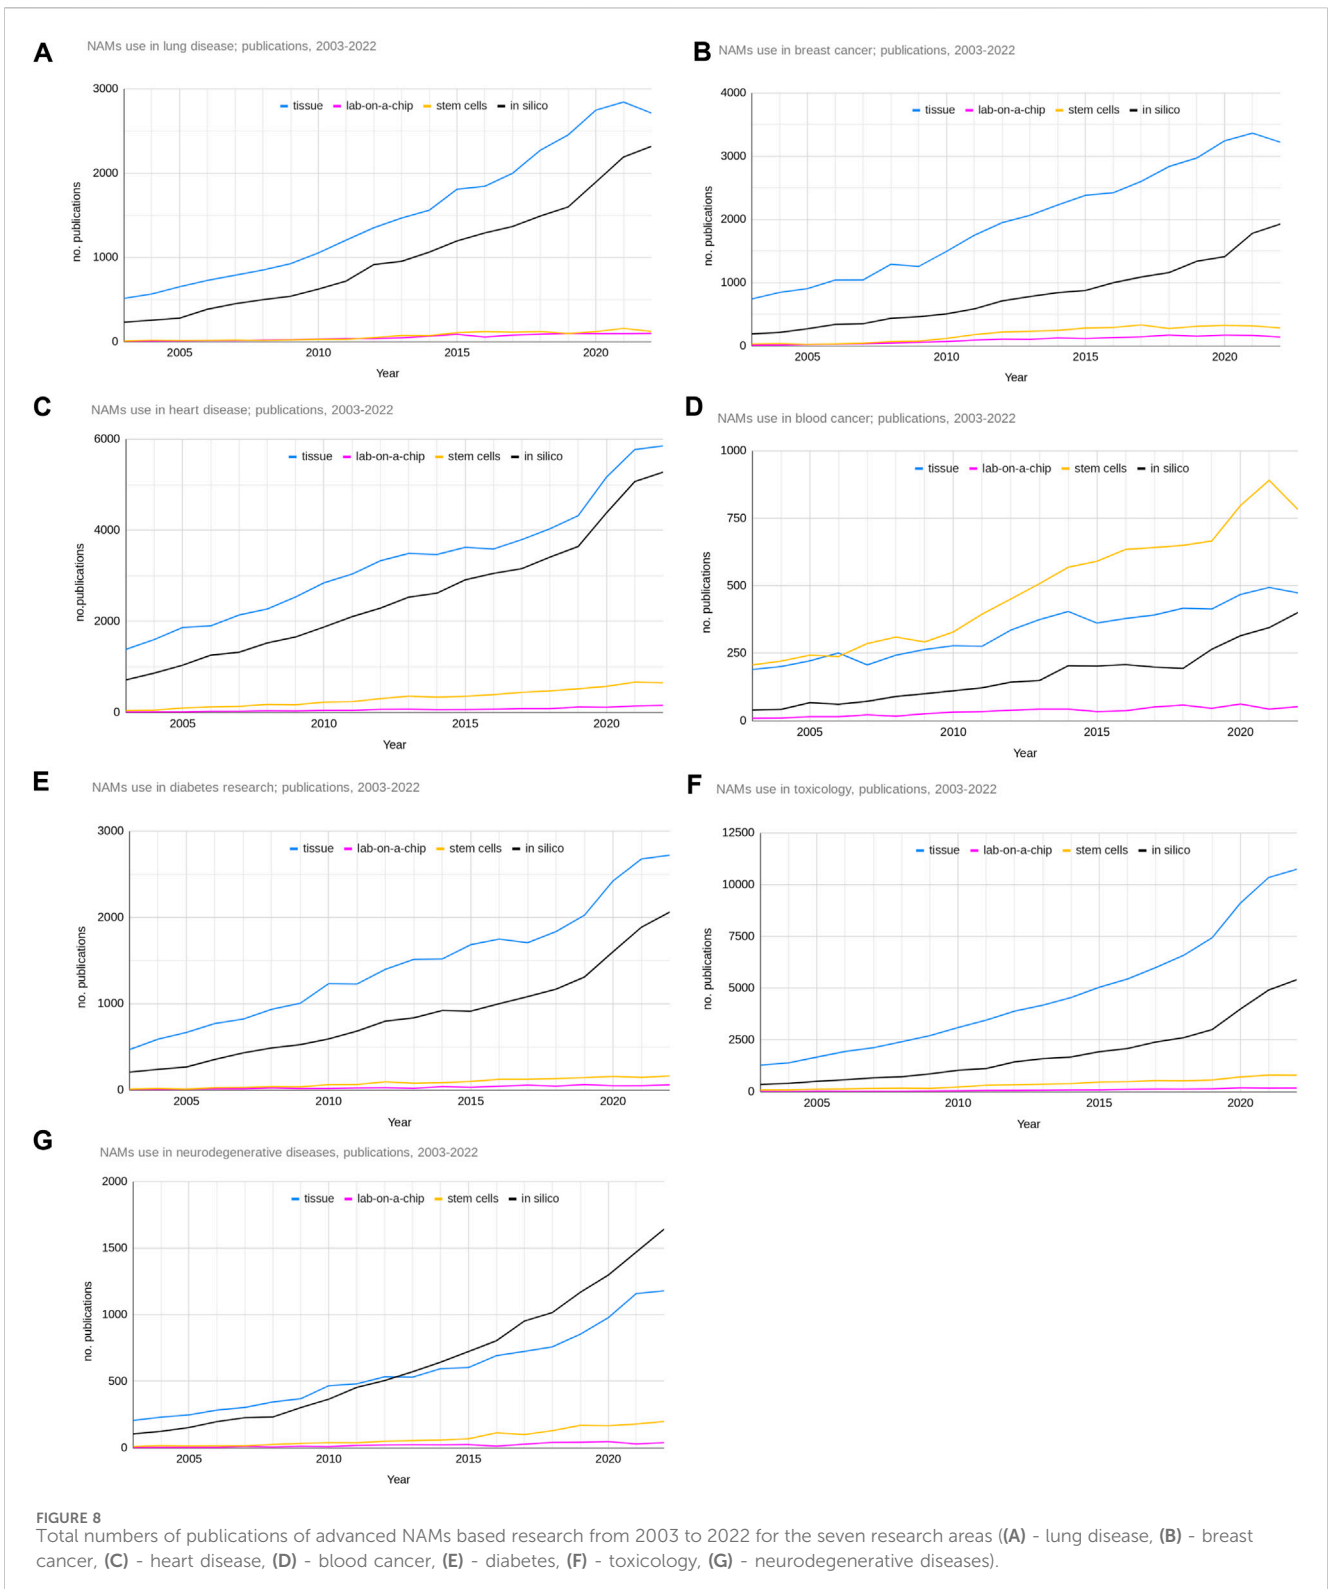 A
NAMs use in lung disease; publications, 2003-2022
3000
2000
1000
0
no. publications
tissue lab-on-a-chip stem cells in silico
2005 2010 2015 2020
Year
B
NAMs use in breast cancer; publications, 2003-2022
4000
3000
2000
1000
0
no. publications
tissue lab-on-a-chip stem cells in silico
2005 2010 2015 2020
Year
C
NAMs use in heart disease; publications, 2003-2022
6000
4000
2000
0
no.publications
tissue lab-on-a-chip stem cells in silico
2005 2010 2015 2020
Year
D
NAMs use in blood cancer; publications, 2003-2022
1000
750
500
250
0
no. publications
tissue lab-on-a-chip stem cells in silico
2005 2010 2015 2020
Year
E
NAMs use in diabetes research; publications, 2003-2022
3000
2000
1000
0
no. publications
tissue lab-on-a-chip stem cells in silico
2005 2010 2015 2020
Year
F
NAMs use in toxicology, publications, 2003-2022
12500
10000
7500
5000
2500
0
no. publications
tissue lab-on-a-chip stem cells in silico
2005 2010 2015 2020
Year
G
NAMs use in neurodegenerative diseases, publications, 2003-2022
2000
1500
1000
500
0
no. publications
tissue lab-on-a-chip stem cells in silico
2005 2010 2015 2020
Year
FIGURE 8
Total numbers of publications of advanced NAMs based research from 2003 to 2022 for the seven research areas ((A) - lung disease, (B) - breast
cancer, (C) - heart disease, (D) - blood cancer, (E) - diabetes, (F) - toxicology, (G) - neurodegenerative diseases).